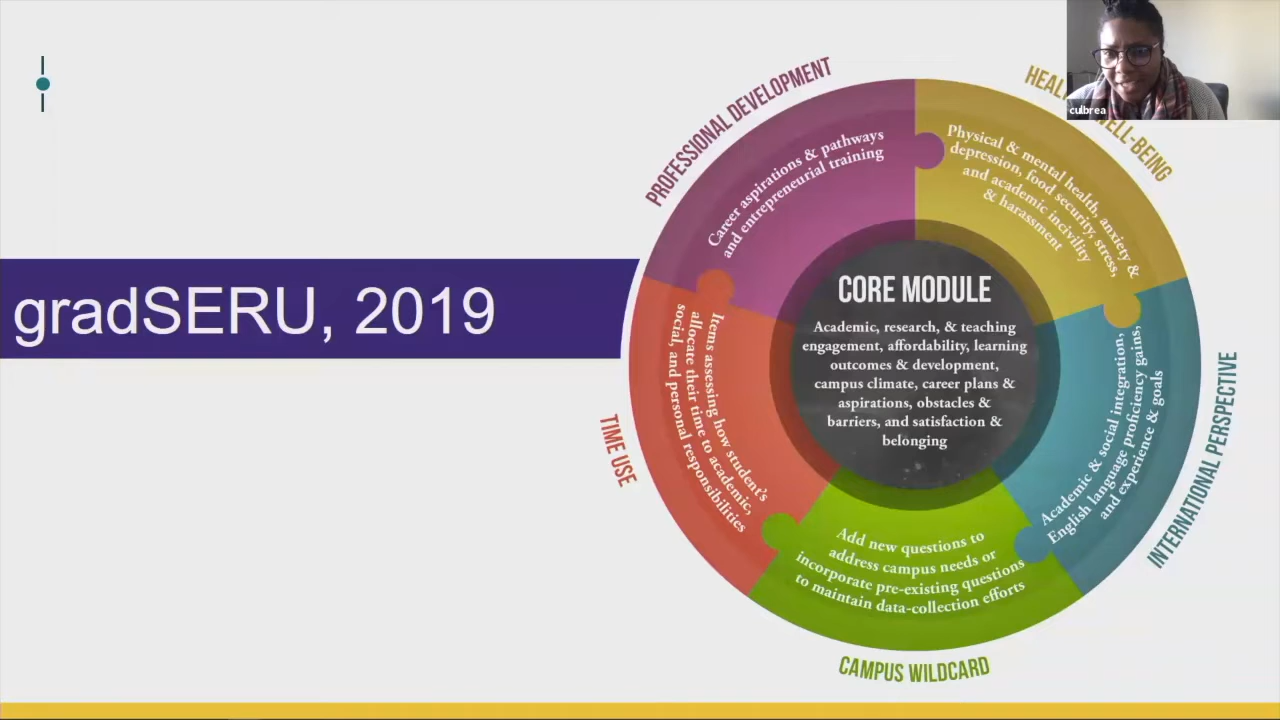 gradSERU, 2019
PROFESSIONAL DEVELOPMENT
Career aspirations & pathways
and entrepreneurial training
WELL-BEING
Physical & mental health, anxiety &
depression, food security, stress,
and academic incivility
& harassment
culbrea
CORE MODULE
Academic, research, & teaching
engagement, affordability, learning
outcomes & development,
campus climate, career plans &
aspirations, obstacles &
barriers, and satisfaction &
belonging
INTERNATIONAL PERSPECTIVE
Academic & social integration,
English language proficiency gains,
and experience & goals
TIME USE
Items assessing how student's
allocate their time to academic,
social, and personal responsibilities
Add new questions to
address campus needs or
incorporate pre-existing questions
to maintain data-collection efforts
CAMPUS WILDCARD